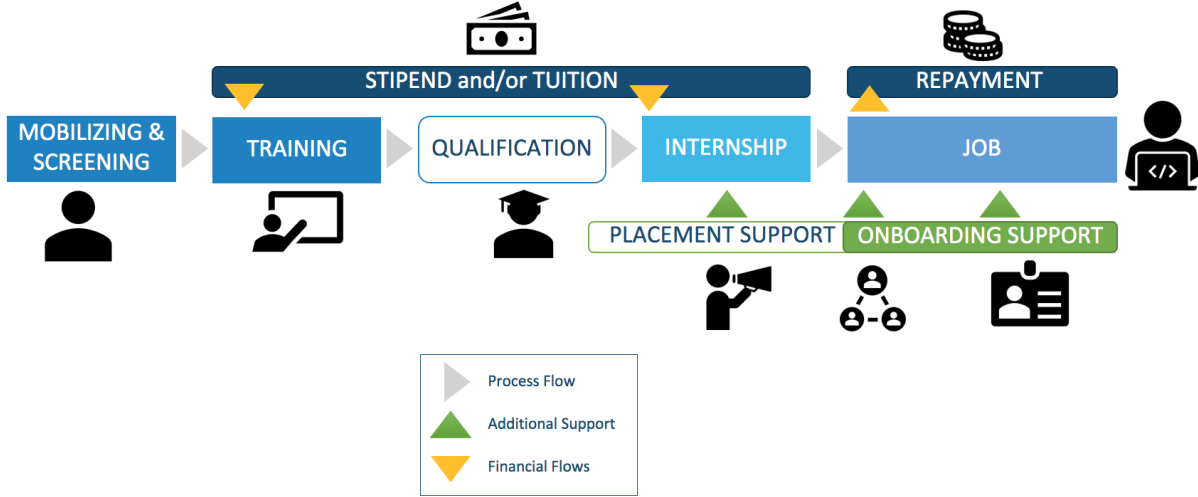 STIPEND and/or TUITION
REPAYMENT
MOBILIZING &
SCREENING
TRAINING
QUALIFICATION
INTERNSHIP
JOB
</>
PLACEMENT SUPPORT
ONBOARDING SUPPORT
Process Flow
Additional Support
Financial Flows